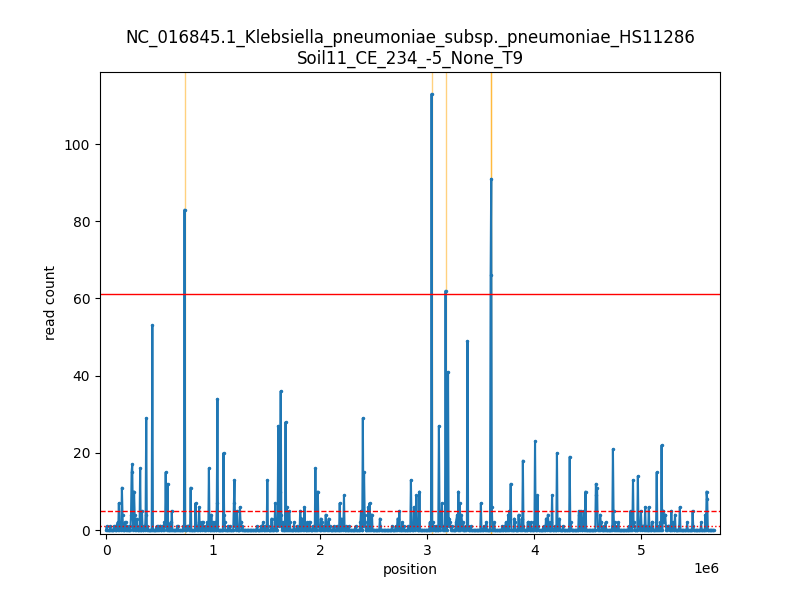 NC_016845.1_Klebsiella_pneumoniae_subsp._pneumoniae_HS11286
Soil11_CE_234_-5_None_T9
100
80
60
40
20
0
read count
0 1 2 3 4 5
1e6
position